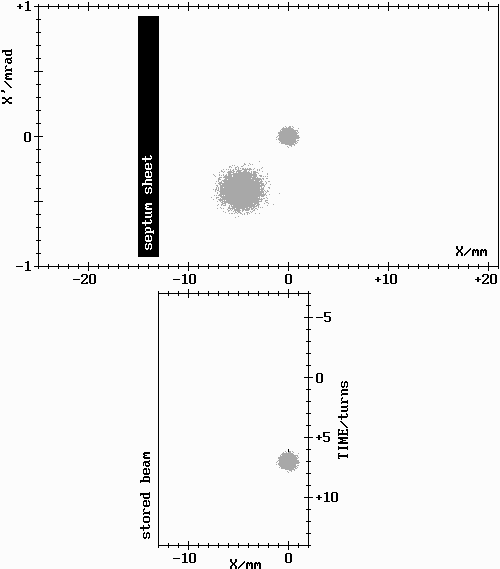 +1
X'/mrad
0
septum sheet
X/mm
-1
-20
-10
0
+10
+20
-5
0
TIME/turns
+5
stored beam
+10
-10
0
X/mm